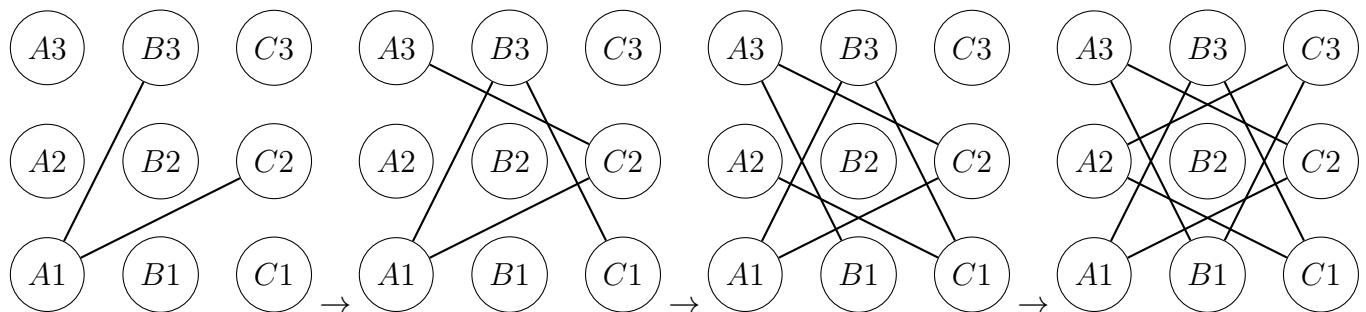 A3 B3 C3 A3 B3 C3 A3 B3 C3 A3 B3 C3
A2 B2 C2 A2 B2 C2 A2 B2 C2 A2 B2 C2
A1 B1 C1 → A1 B1 C1 → A1 B1 C1 → A1 B1 C1